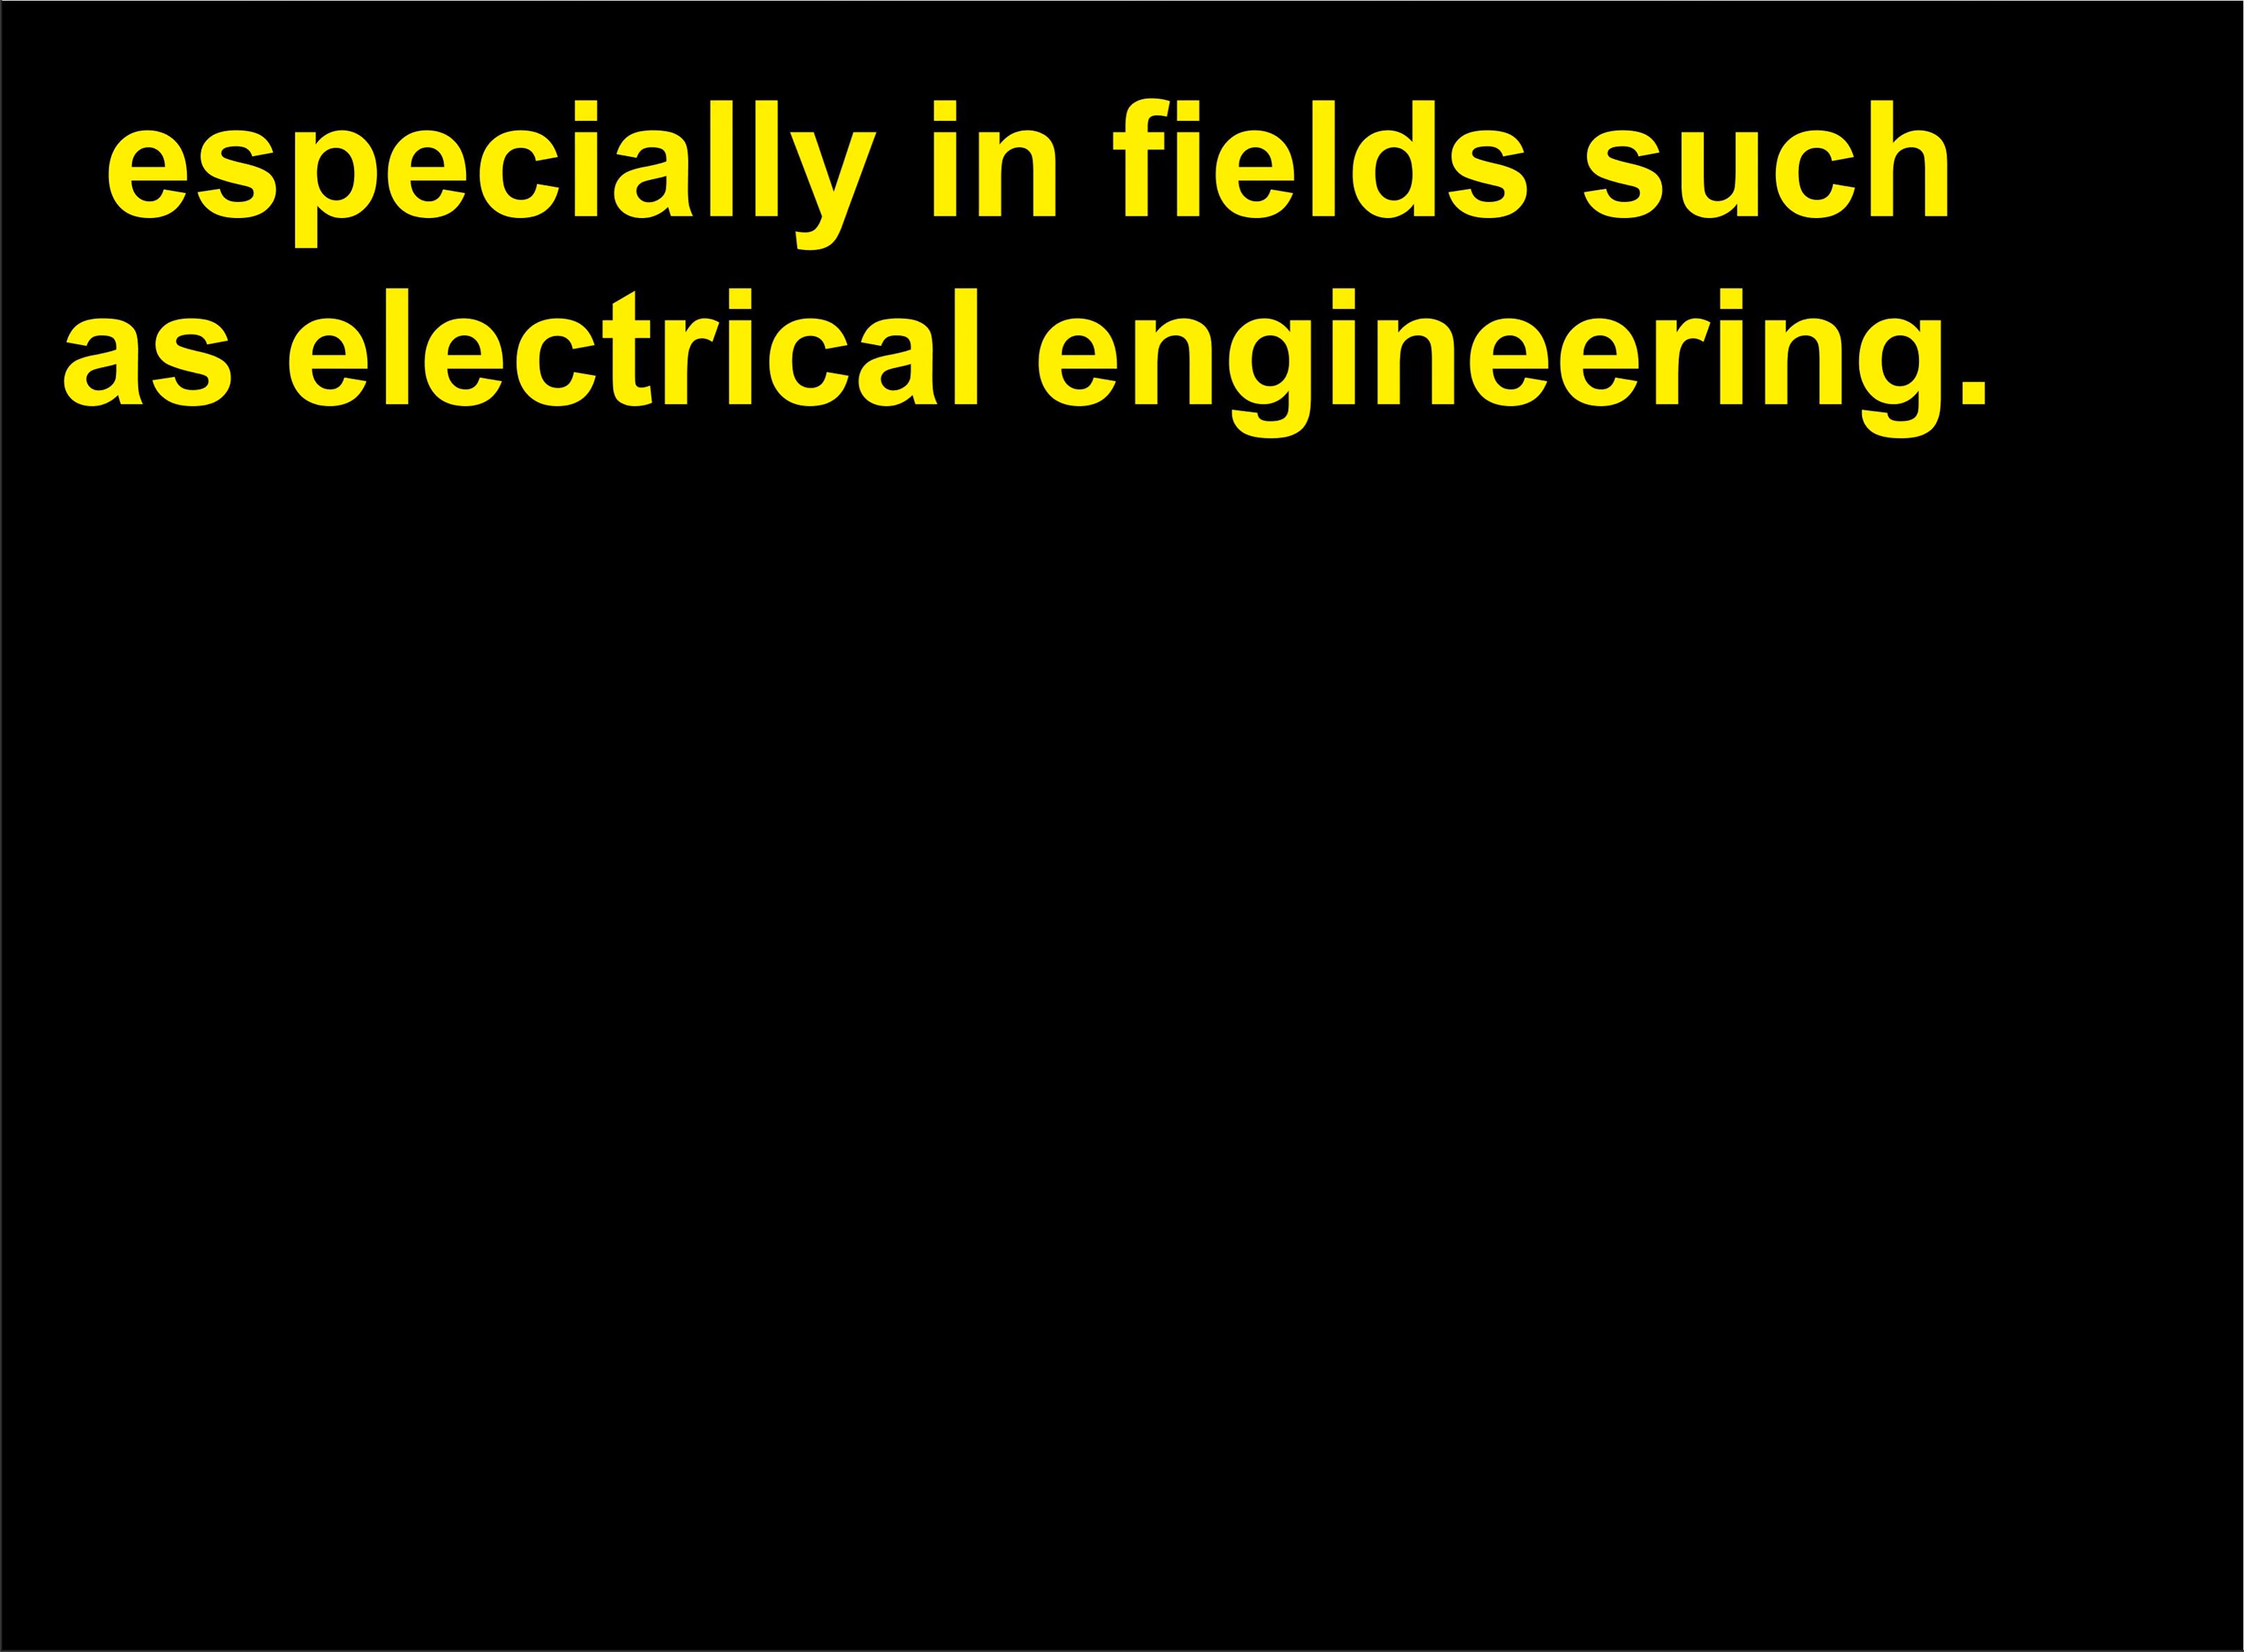 especially in fields such
as electrical engineering.